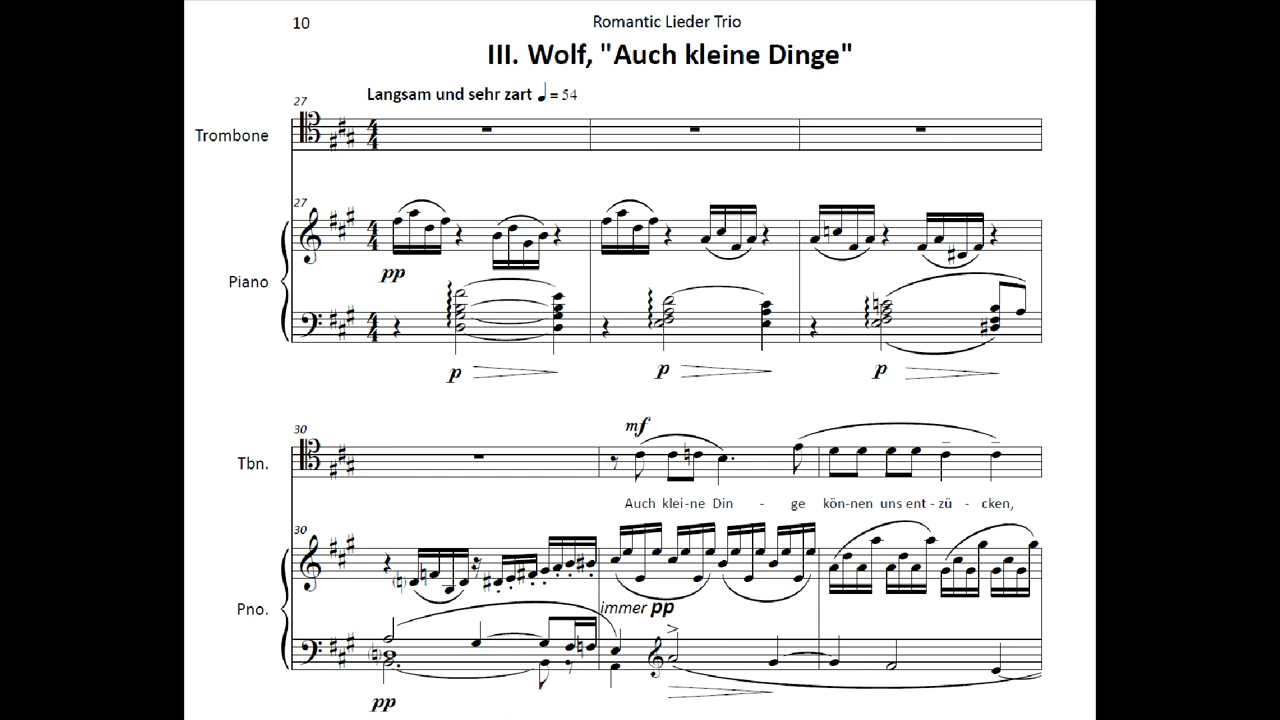 10
Romantic Lieder Trio
III. Wolf, "Auch kleine Dinge"
Langsam und sehr zart ♩ = 54
27
Trombone
27
Piano
pp
p p p
30
Tbn.
mf
Auch klei-ne Din - ge kön-nen uns ent-zü - cken,
30
Pno.
immer pp
pp